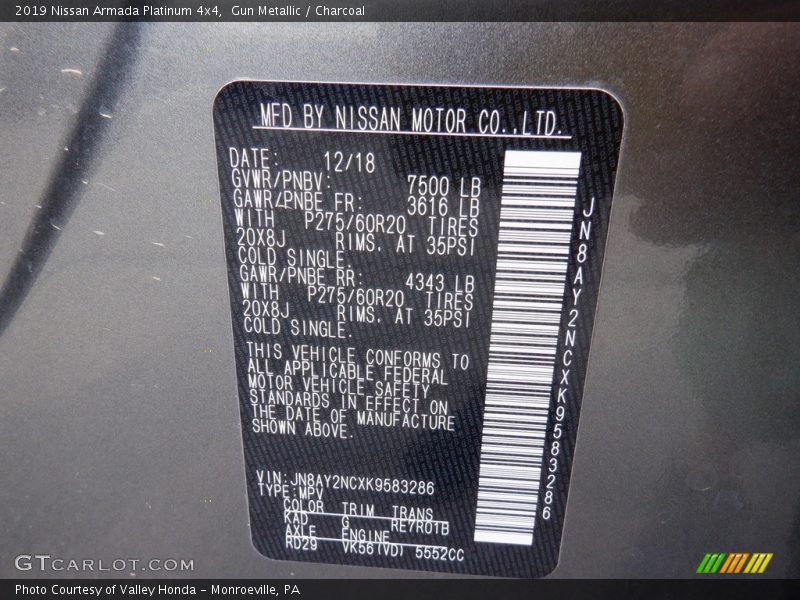 2019 Nissan Armada Platinum 4x4,  Gun Metallic / Charcoal
MFD BY NISSAN MOTOR CO.,LTD.
DATE: 12/18
GVWR/PNBV: 7500 LB
GAWR/PNBE FR: 3616 LB
WITH P275/60R20 TIRES
20X8J RIMS, AT 35PSI
COLD SINGLE.
GAWR/PNBE RR: 4343 LB
WITH P275/60R20 TIRES
20X8J RIMS, AT 35PSI
COLD SINGLE.
THIS VEHICLE CONFORMS TO
ALL APPLICABLE FEDERAL
MOTOR VEHICLE SAFETY
STANDARDS IN EFFECT ON
THE DATE OF MANUFACTURE
SHOWN ABOVE.
VIN:JN8AY2NCXK9583286
TYPE:MPV
COLOR TRIM TRANS
KAD G RE7R01B
AXLE ENGINE
RD29 VK56(VD) 5552CC
JN8AY2NCXK9583286
GTCARLOT.COM
Photo Courtesy of Valley Honda - Monroeville, PA